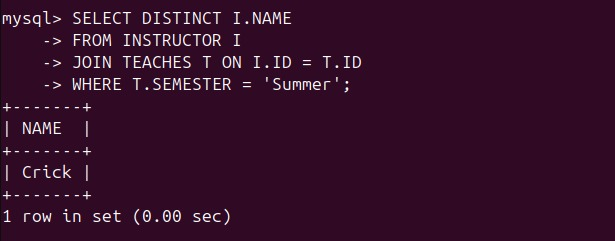 mysql> SELECT DISTINCT I.NAME
    -> FROM INSTRUCTOR I
    -> JOIN TEACHES T ON I.ID = T.ID
    -> WHERE T.SEMESTER = 'Summer';
+-------+
| NAME  |
+-------+
| Crick |
+-------+
1 row in set (0.00 sec)